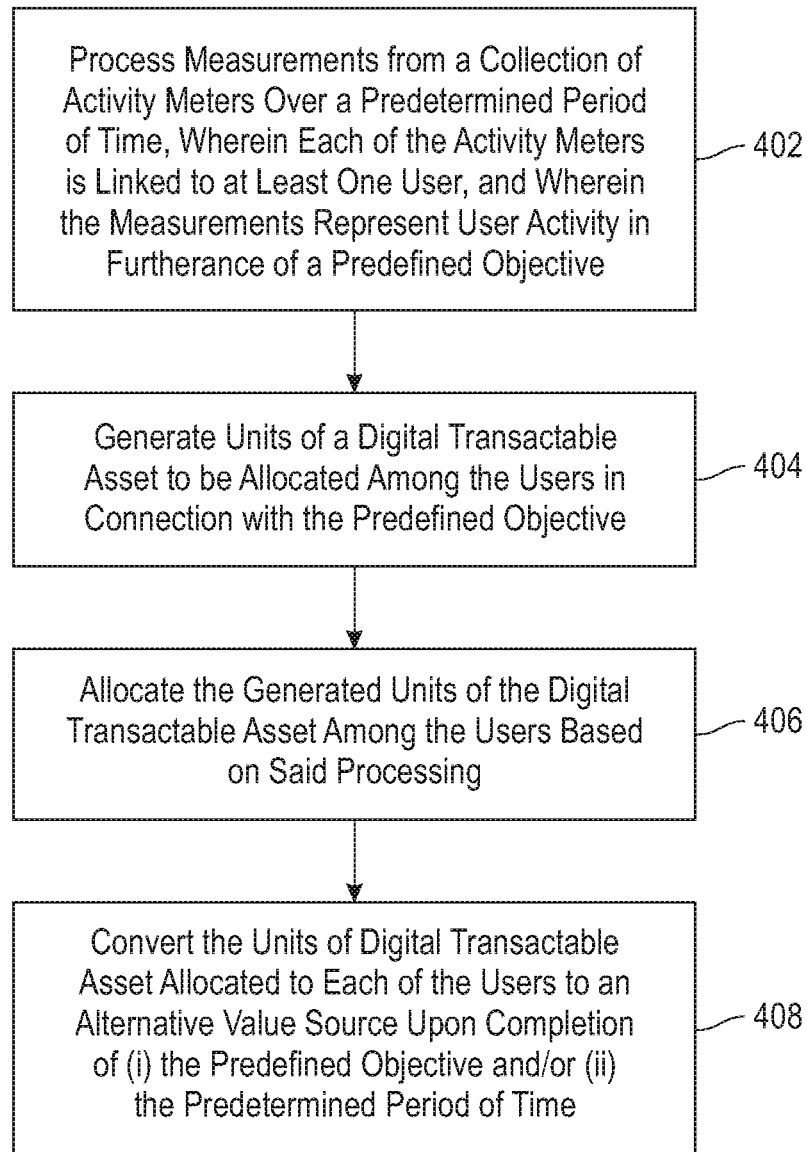 Process Measurements from a Collection of
Activity Meters Over a Predetermined Period
of Time, Wherein Each of the Activity Meters
is Linked to at Least One User, and Wherein
the Measurements Represent User Activity in
Furtherance of a Predefined Objective
402
Generate Units of a Digital Transactable
Asset to be Allocated Among the Users in
Connection with the Predefined Objective
404
Allocate the Generated Units of the Digital
Transactable Asset Among the Users Based
on Said Processing
406
Convert the Units of Digital Transactable
Asset Allocated to Each of the Users to an
Alternative Value Source Upon Completion
of (i) the Predefined Objective and/or (ii)
the Predetermined Period of Time
408